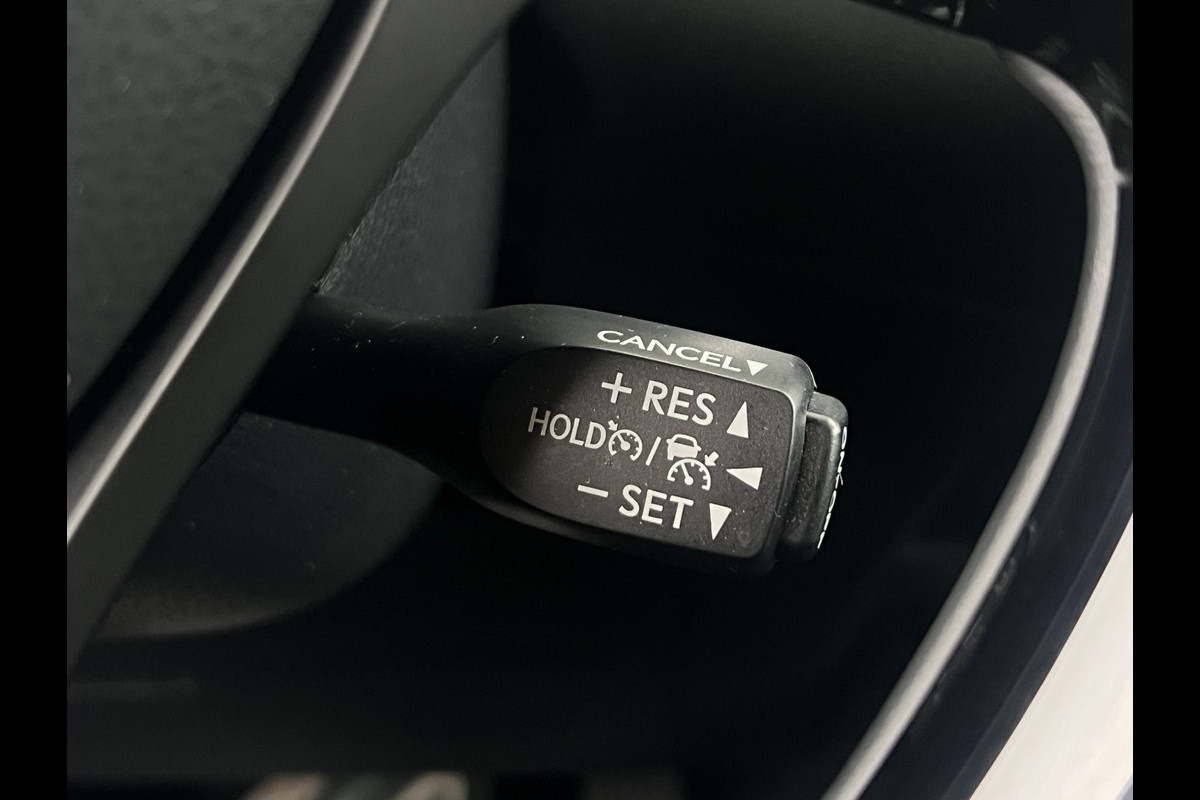 CANCEL▼
+ RES ▲
HOLD / ◀
− SET ▼